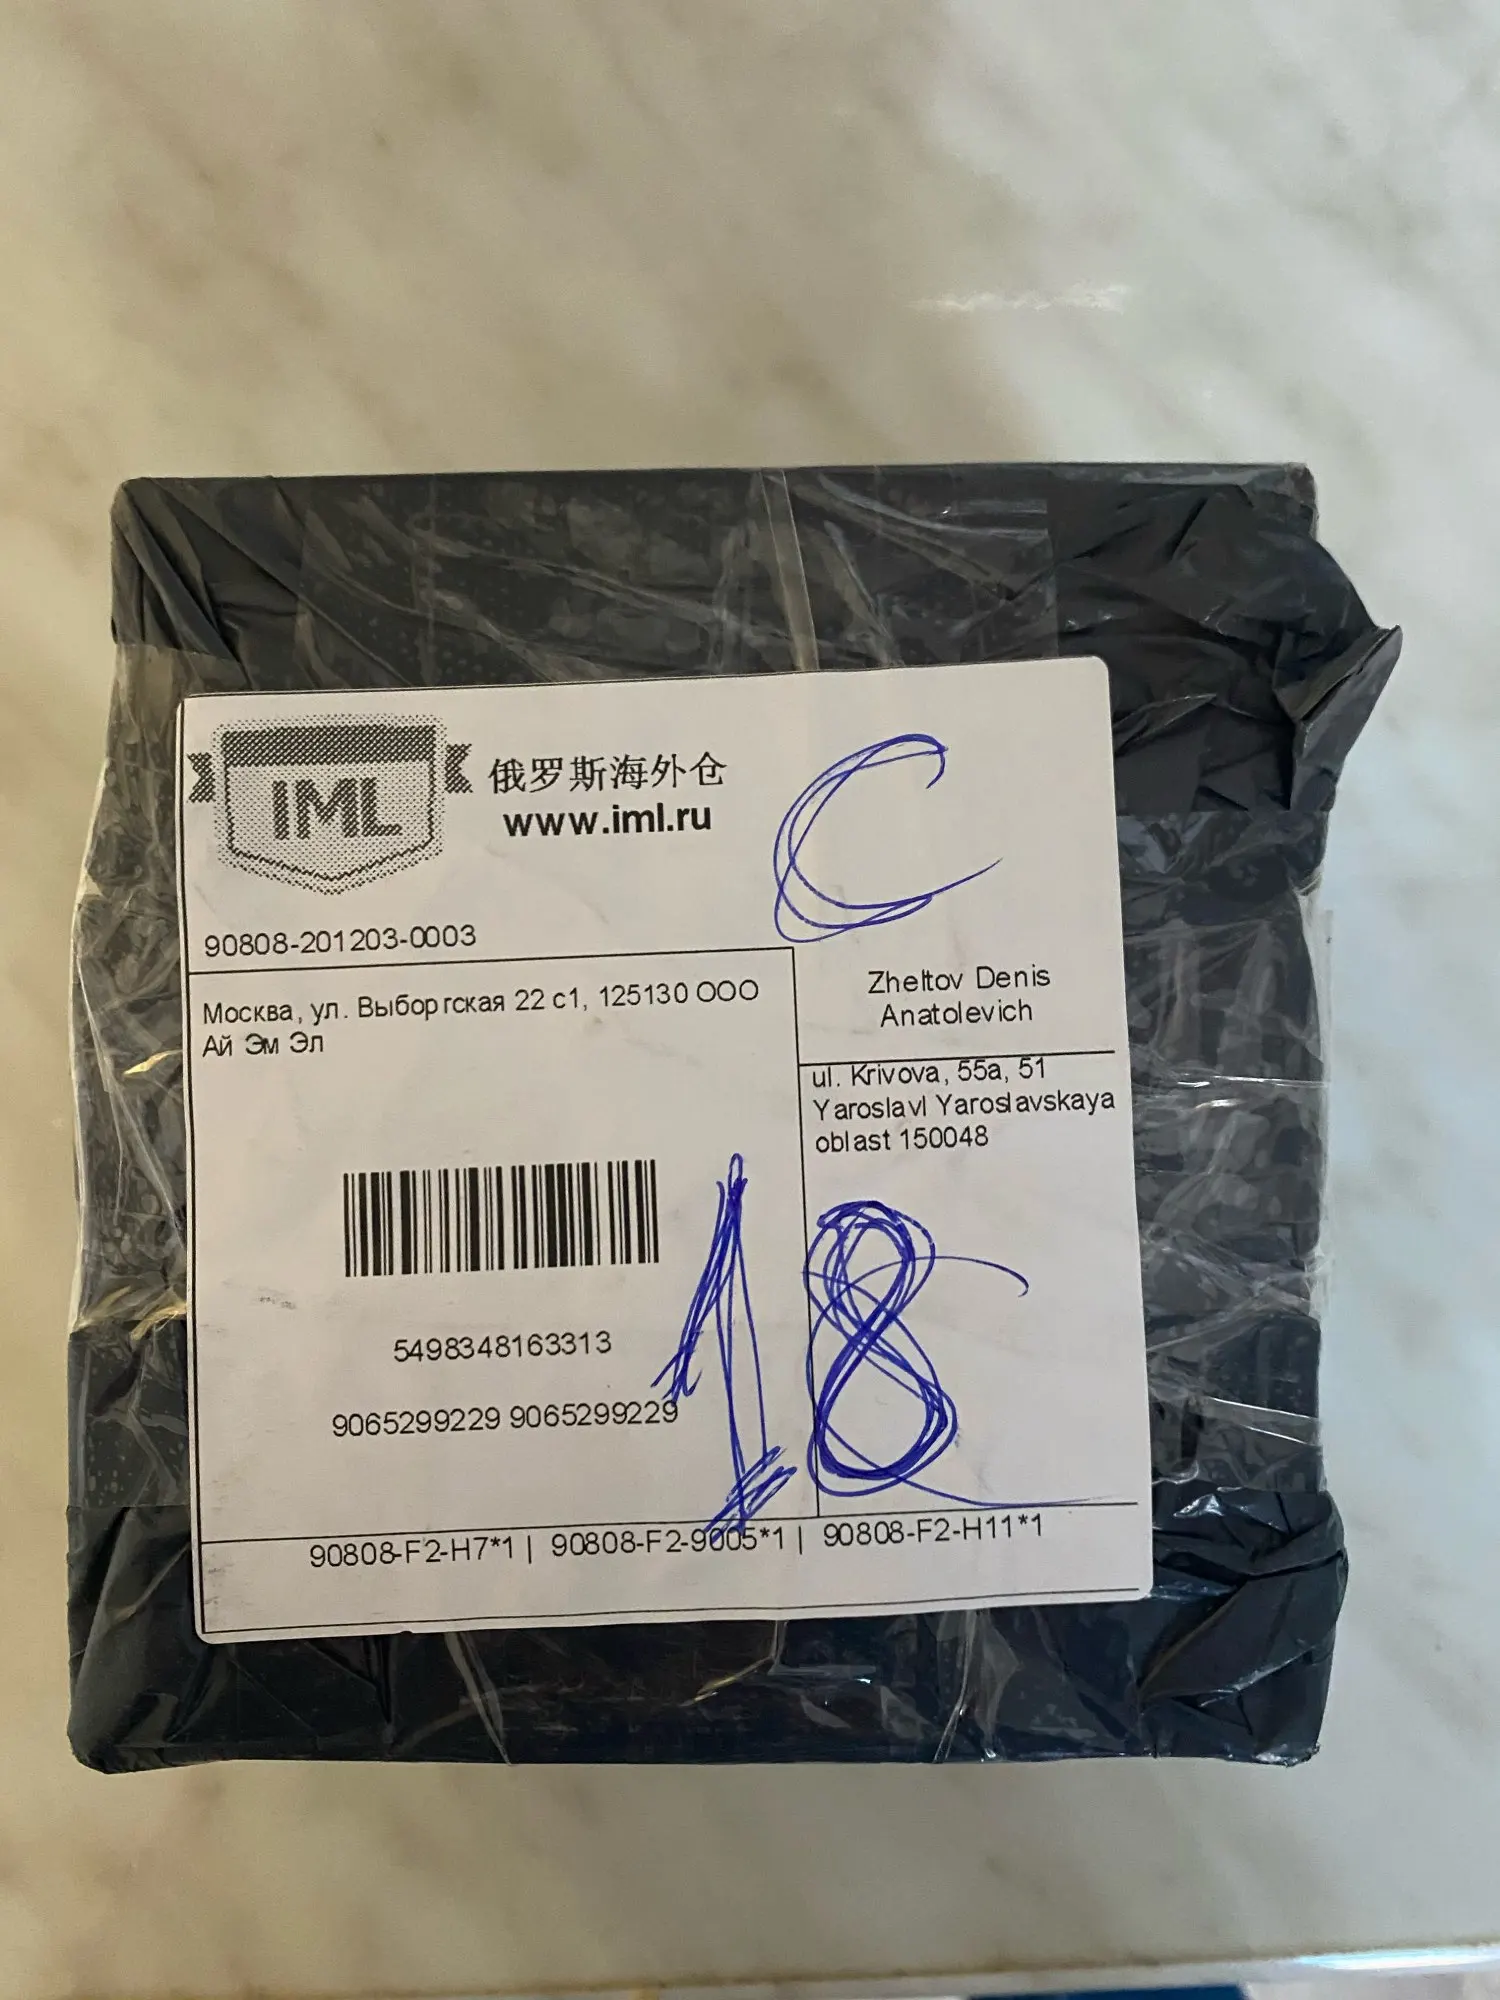 IML
俄罗斯海外仓
www.iml.ru
C
90808-201203-0003
Москва, ул. Выборгская 22 с1, 125130 ООО
Ай Эм Эл
Zheltov Denis
Anatolevich
ul. Krivova, 55a, 51
Yaroslavl Yaroslavskaya
oblast 150048
5498348163313
9065299229 9065299229
18
90808-F2-H7*1 | 90808-F2-9005*1 | 90808-F2-H11*1